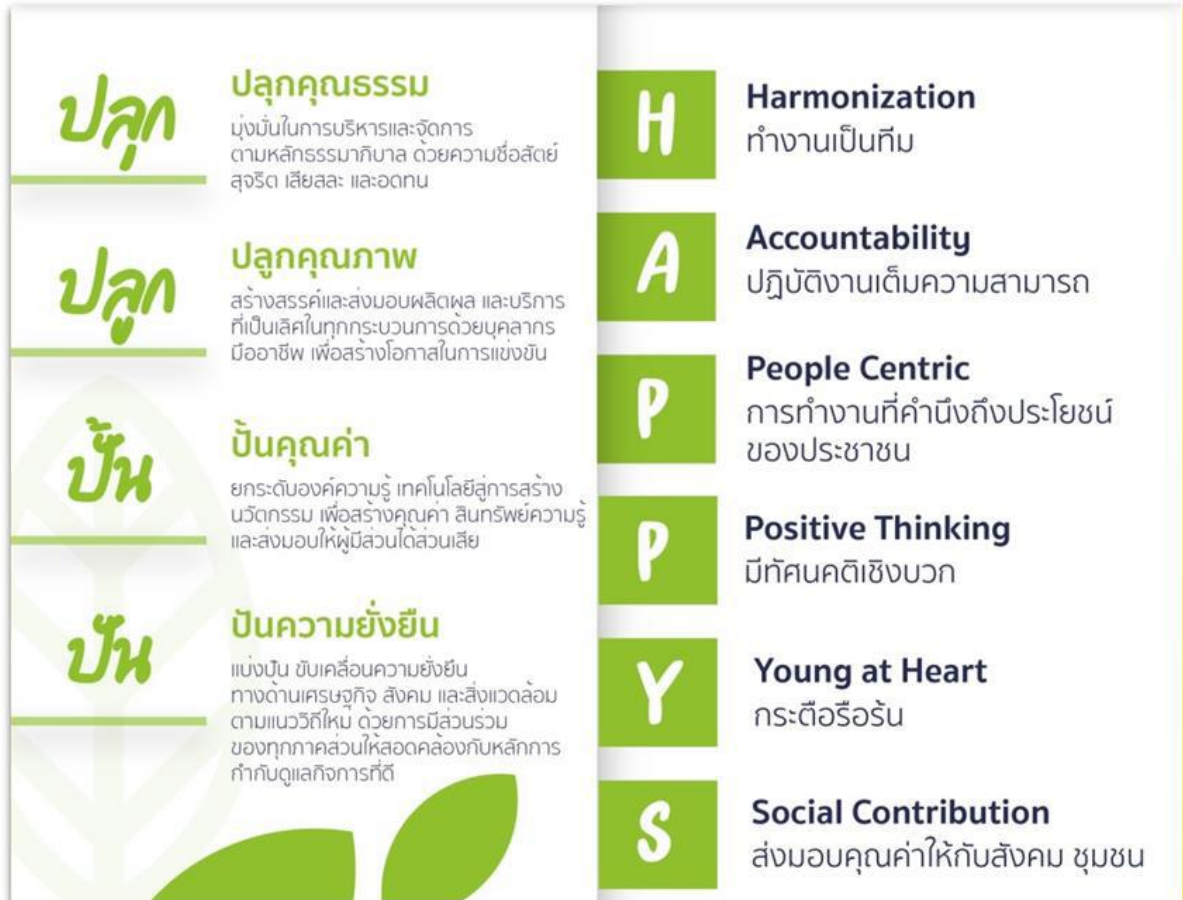 ปลุก
ปลุกคุณธรรม
มุ่งมั่นในการบริหารและจัดการ
ตามหลักธรรมาภิบาล ด้วยความซื่อสัตย์
สุจริต เสียสละ และอดทน
ปลูก
ปลูกคุณภาพ
สร้างสรรค์และส่งมอบผลิตผล และบริการ
ที่เป็นเลิศในทุกกระบวนการด้วยบุคลากร
มืออาชีพ เพื่อสร้างโอกาสในการแข่งขัน
ปั้น
ปั้นคุณค่า
ยกระดับองค์ความรู้ เทคโนโลยีสู่การสร้าง
นวัตกรรม เพื่อสร้างคุณค่า สินทรัพย์ความรู้
และส่งมอบให้ผู้มีส่วนได้ส่วนเสีย
ปัน
ปันความยั่งยืน
แบ่งปัน ขับเคลื่อนความยั่งยืน
ทางด้านเศรษฐกิจ สังคม และสิ่งแวดล้อม
ตามแนววิถีใหม่ ด้วยการมีส่วนร่วม
ของทุกภาคส่วนให้สอดคล้องกับหลักการ
กำกับดูแลกิจการที่ดี
H
Harmonization
ทำงานเป็นทีม
A
Accountability
ปฏิบัติงานเต็มความสามารถ
P
People Centric
การทำงานที่คำนึงถึงประโยชน์
ของประชาชน
P
Positive Thinking
มีทัศนคติเชิงบวก
Y
Young at Heart
กระตือรือร้น
S
Social Contribution
ส่งมอบคุณค่าให้กับสังคม ชุมชน